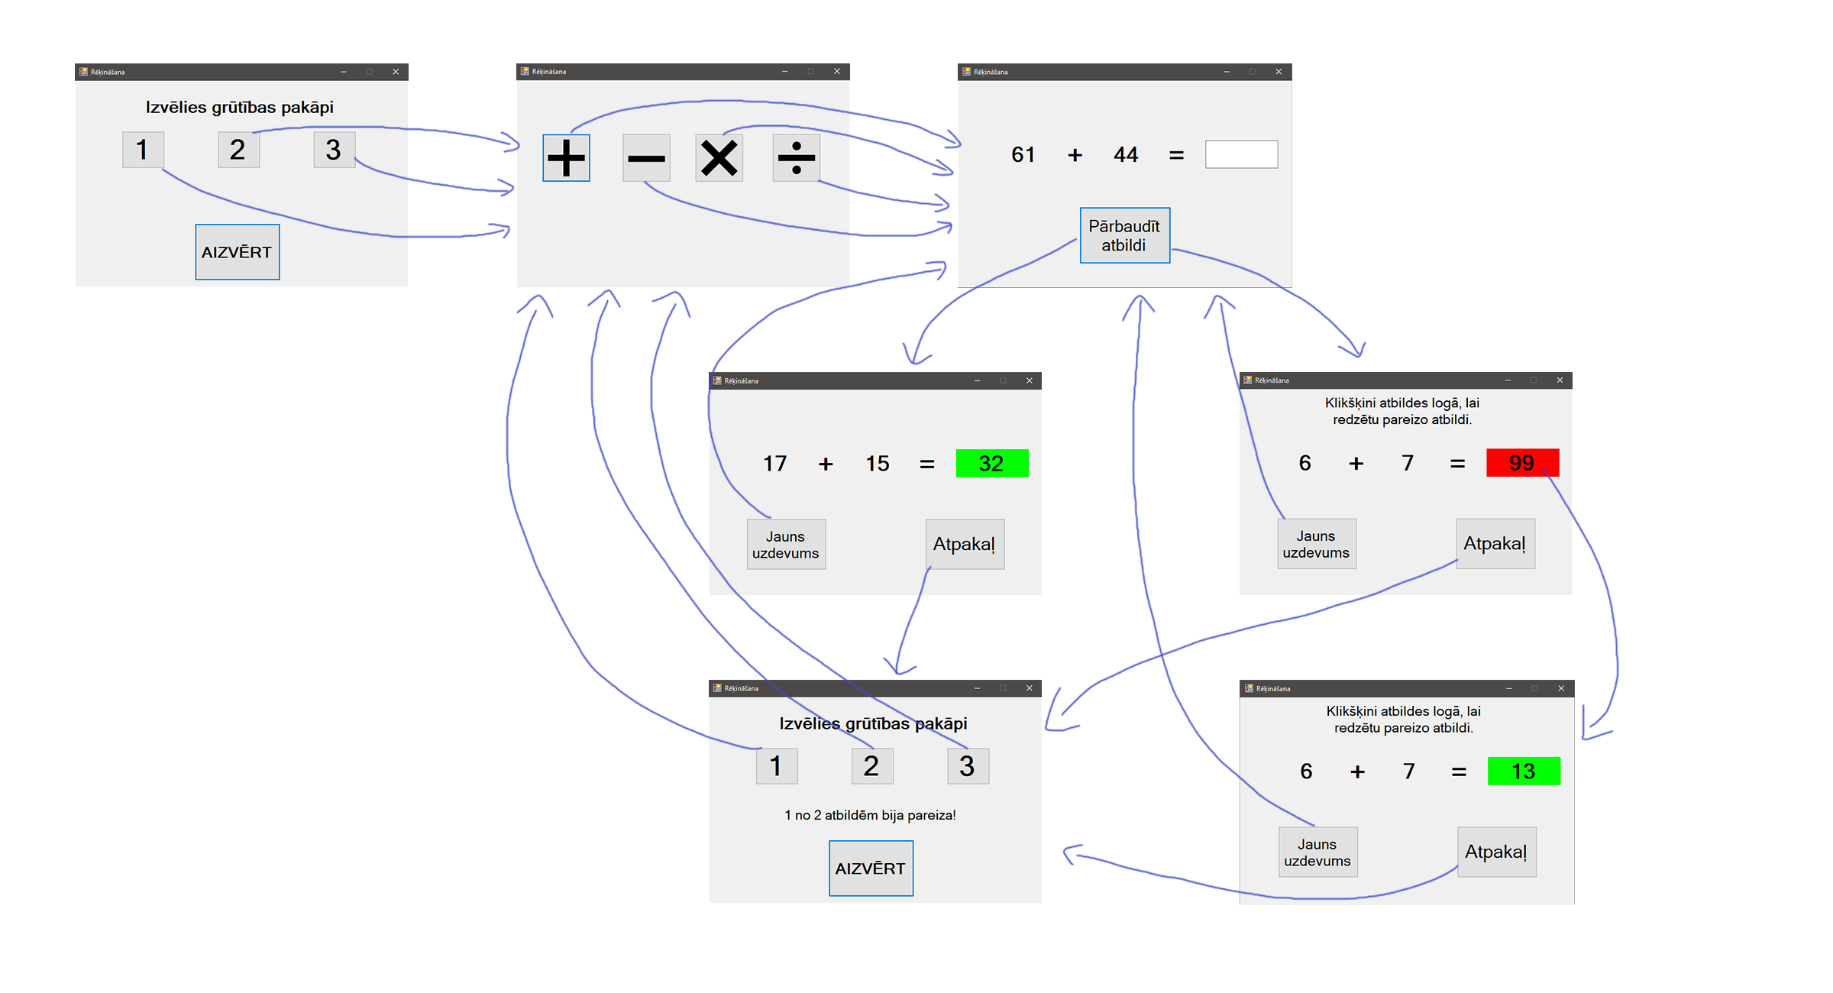 Rēķināšana
Izvēlies grūtības pakāpi
1 2 3
AIZVĒRT
Rēķināšana
+ − × ÷
Rēķināšana
61 + 44 =
Pārbaudīt
atbildi
Rēķināšana
17 + 15 = 32
Jauns
uzdevums
Atpakaļ
Rēķināšana
Klikšķini atbildes logā, lai
redzētu pareizo atbildi.
6 + 7 = 99
Jauns
uzdevums
Atpakaļ
Rēķināšana
Izvēlies grūtības pakāpi
1 2 3
1 no 2 atbildēm bija pareiza!
AIZVĒRT
Rēķināšana
Klikšķini atbildes logā, lai
redzētu pareizo atbildi.
6 + 7 = 13
Jauns
uzdevums
Atpakaļ